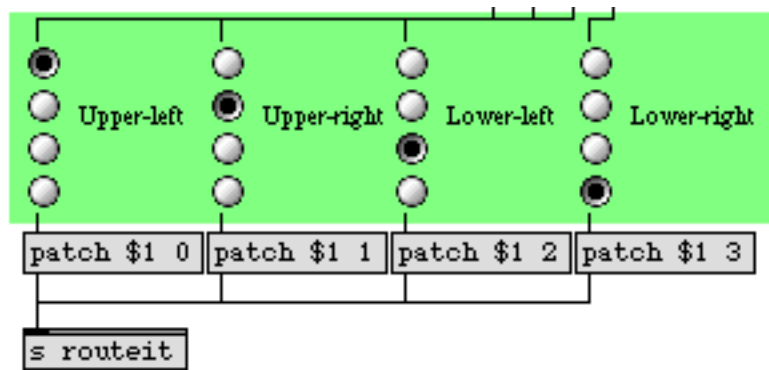 Upper-left Upper-right Lower-left Lower-right
patch $1 0 patch $1 1 patch $1 2 patch $1 3
s routeit